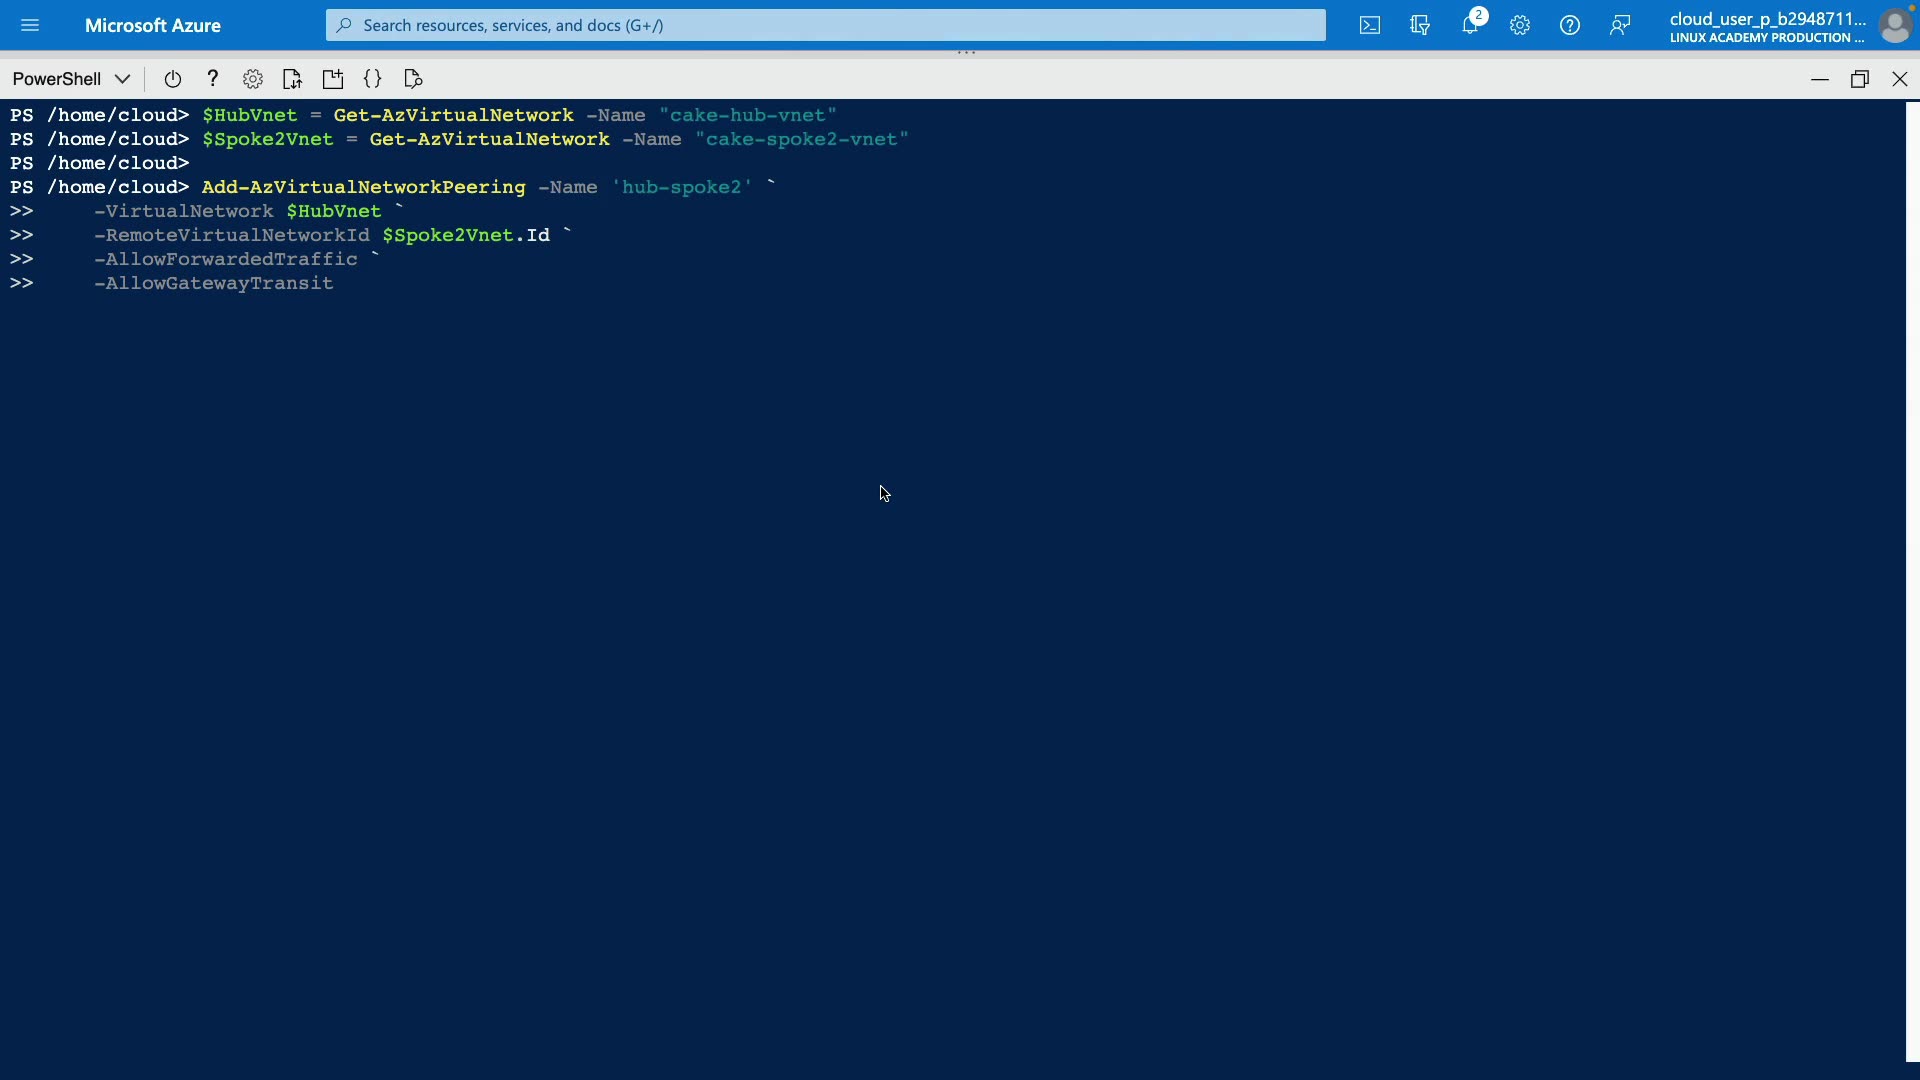 Microsoft Azure
Search resources, services, and docs (G+/)
2
cloud_user_p_b2948711...
LINUX ACADEMY PRODUCTION ...
PowerShell
PS /home/cloud> $HubVnet = Get-AzVirtualNetwork -Name "cake-hub-vnet"
PS /home/cloud> $Spoke2Vnet = Get-AzVirtualNetwork -Name "cake-spoke2-vnet"
PS /home/cloud>
PS /home/cloud> Add-AzVirtualNetworkPeering -Name 'hub-spoke2' `
>>     -VirtualNetwork $HubVnet `
>>     -RemoteVirtualNetworkId $Spoke2Vnet.Id `
>>     -AllowForwardedTraffic `
>>     -AllowGatewayTransit